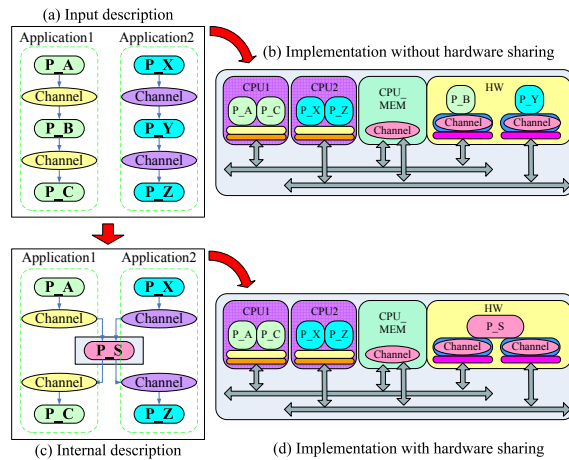 (a) Input description
Application1 Application2
P_A P_X
Channel Channel
P_B P_Y
Channel Channel
P_C P_Z
(b) Implementation without hardware sharing
CPU1 CPU2 CPU_ MEM HW
P_A P_C P_X P_Z Channel P_B P_Y
Channel Channel
Application1 Application2
P_A P_X
Channel Channel
P_S
Channel Channel
P_C P_Z
(c) Internal description
CPU1 CPU2 CPU_ MEM HW
P_S
P_A P_C P_X P_Z Channel Channel Channel
(d) Implementation with hardware sharing